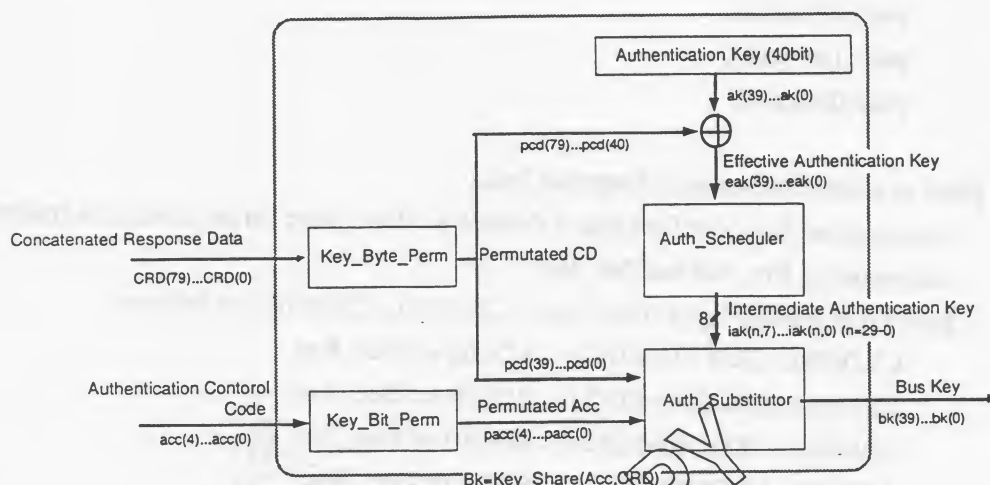 Authentication Key (40bit)
ak(39)...ak(0)
pcd(79)...pcd(40)
Effective Authentication Key
eak(39)...eak(0)
Concatenated Response Data
CRD(79)...CRD(0)
Key_Byte_Perm
Permutated CD
Auth_Scheduler
8
Intermediate Authentication Key
iak(n,7)...iak(n,0) (n=29-0)
pcd(39)...pcd(0)
Authentication Contorol
Code
acc(4)...acc(0)
Key_Bit_Perm
Permutated Acc
pacc(4)...pacc(0)
Auth_Substitutor
Bus Key
bk(39)...bk(0)
Bk=Key_Share(Acc,CRD)